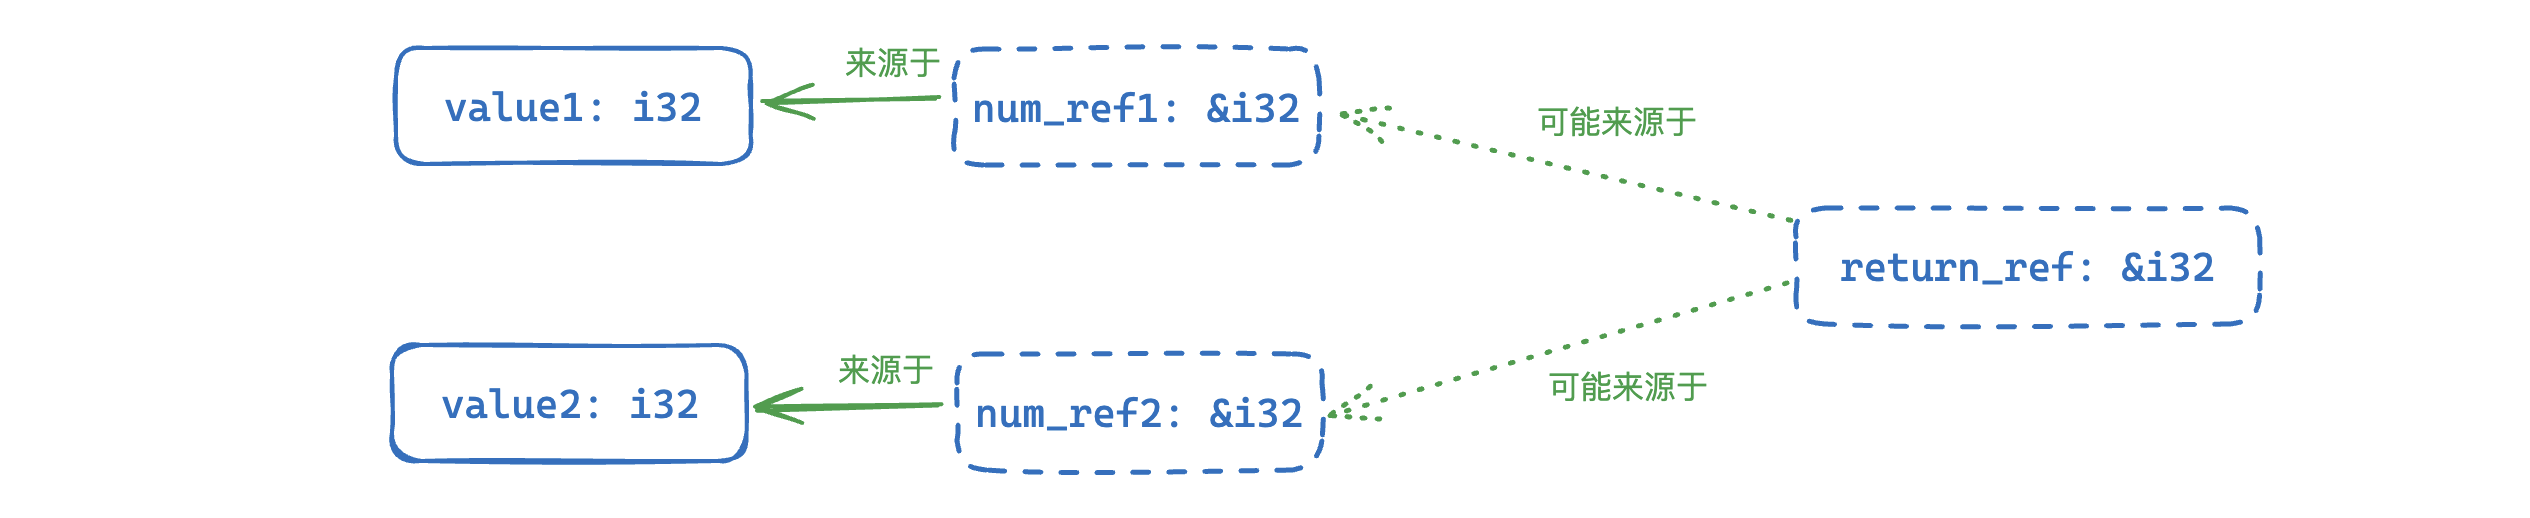 来源于
value1: i32
num_ref1: &i32
可能来源于
return_ref: &i32
来源于
value2: i32
num_ref2: &i32
可能来源于